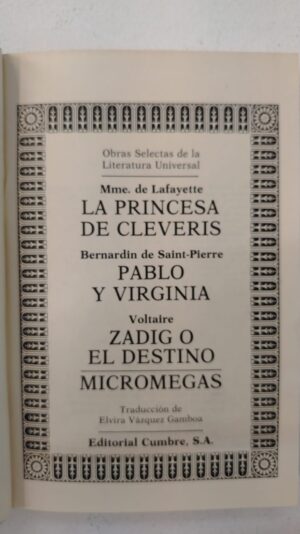 Obras Selectas de la
Literatura Universal
Mme. de Lafayette
LA PRINCESA
DE CLEVERIS
Bernardin de Saint-Pierre
PABLO
Y VIRGINIA
Voltaire
ZADIG O
EL DESTINO
MICROMEGAS
Traducción de
Elvira Vázquez Gamboa
Editorial Cumbre, S.A.